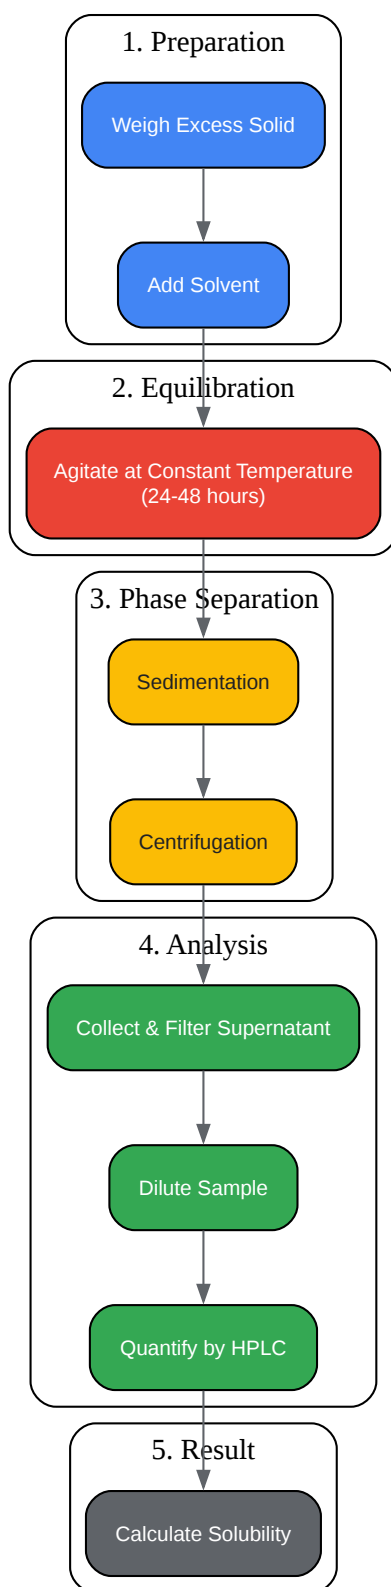 1. Preparation
Weigh Excess Solid
Add Solvent
2. Equilibration
Agitate at Constant Temperature
(24-48 hours)
3. Phase Separation
Sedimentation
Centrifugation
4. Analysis
Collect & Filter Supernatant
Dilute Sample
Quantify by HPLC
5. Result
Calculate Solubility